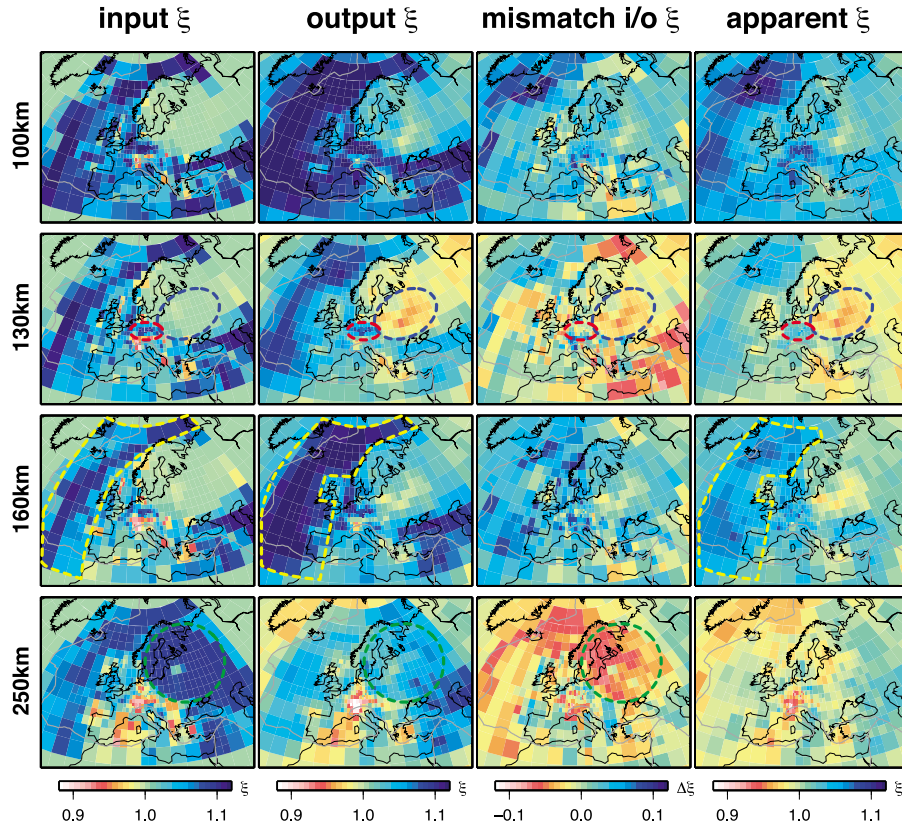 input ξ output ξ mismatch i/o ξ apparent ξ
100km
130km
160km
250km
ξ ξ Δξ ξ
0.9 1.0 1.1 0.9 1.0 1.1 −0.1 0.0 0.1 0.9 1.0 1.1